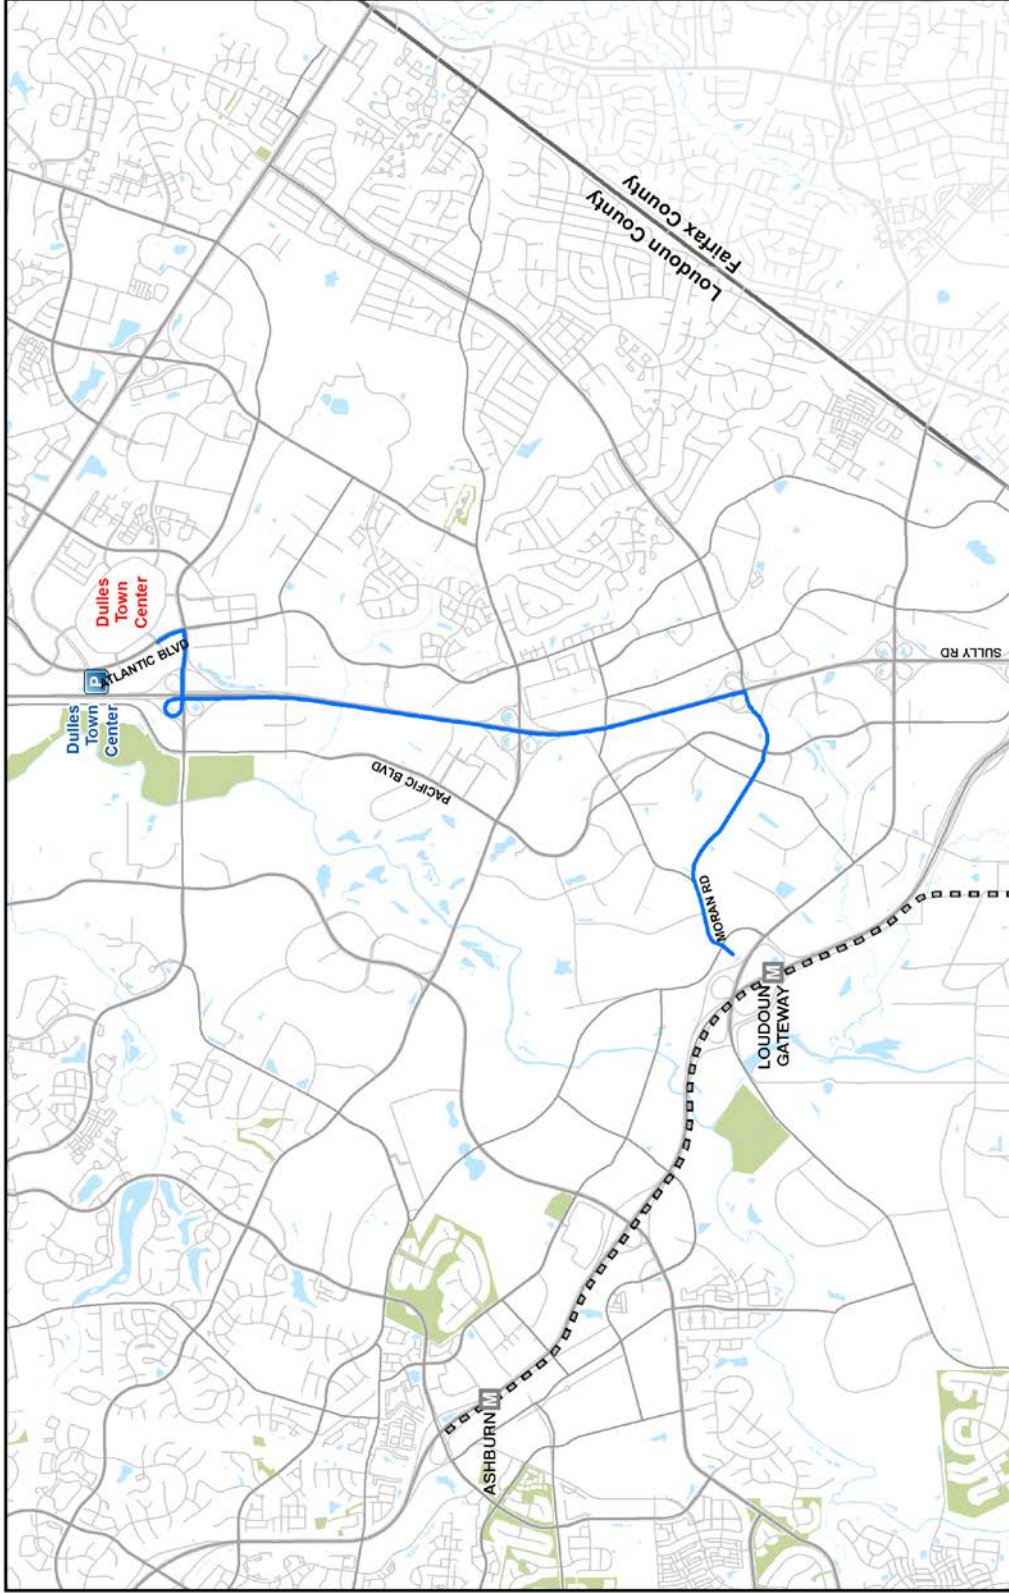 Dulles
Town
Center
P
ATLANTIC BLVD
Dulles
Town
Center
Fairfax County
Loudoun County
SULLY RD
PACIFIC BLVD
MORAN RD
M
LOUDOUN
GATEWAY
M
ASHBURN